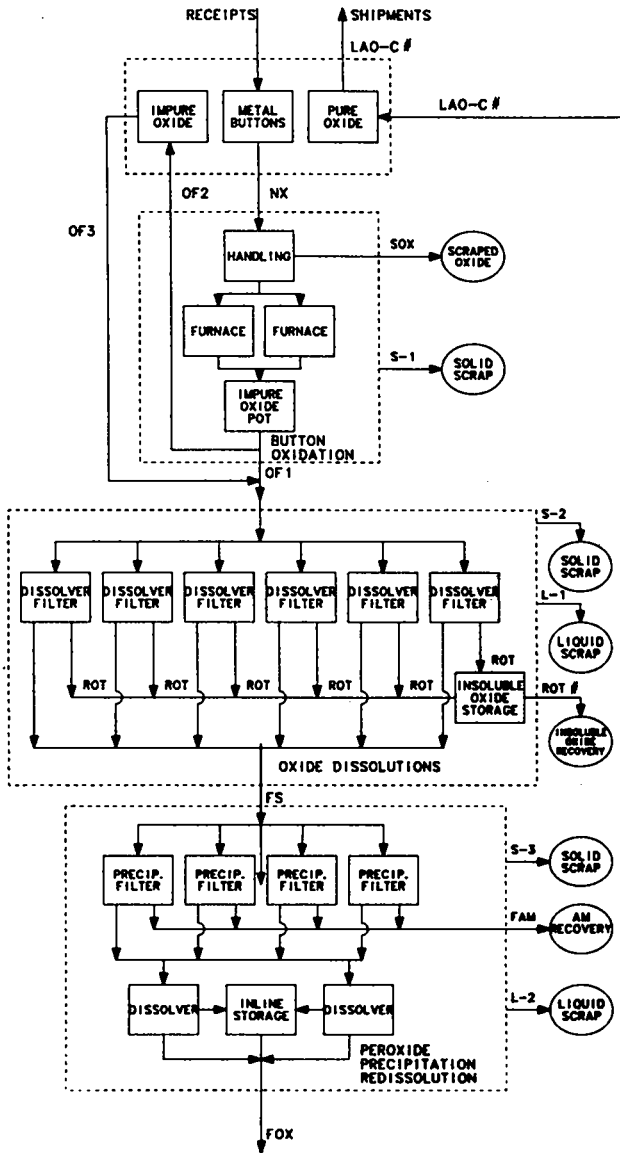 RECEIPTS
SHIPMENTS
LAO-C #
IMPURE
OXIDE
METAL
BUTTONS
PURE
OXIDE
LAO-C #
OF2
NX
OF3
HANDLING
SOX
SCRAPED
OXIDE
FURNACE
FURNACE
S-1
SOLID
SCRAP
IMPURE
OXIDE
POT
BUTTON
OXIDATION
OF1
S-2
SOLID
SCRAP
DISSOLVER
FILTER
DISSOLVER
FILTER
DISSOLVER
FILTER
DISSOLVER
FILTER
DISSOLVER
FILTER
DISSOLVER
FILTER
L-1
LIQUID
SCRAP
ROT
ROT
ROT
ROT
ROT
ROT
INSOLUBLE
OXIDE
STORAGE
ROT #
INSOLUBLE
OXIDE
RECOVERY
OXIDE DISSOLUTIONS
FS
PRECIP.
FILTER
PRECIP.
FILTER
PRECIP.
FILTER
PRECIP.
FILTER
S-3
SOLID
SCRAP
FAM
AM
RECOVERY
DISSOLVER
INLINE
STORAGE
DISSOLVER
L-2
LIQUID
SCRAP
PEROXIDE
PRECIPITATION
REDISSOLUTION
FOX